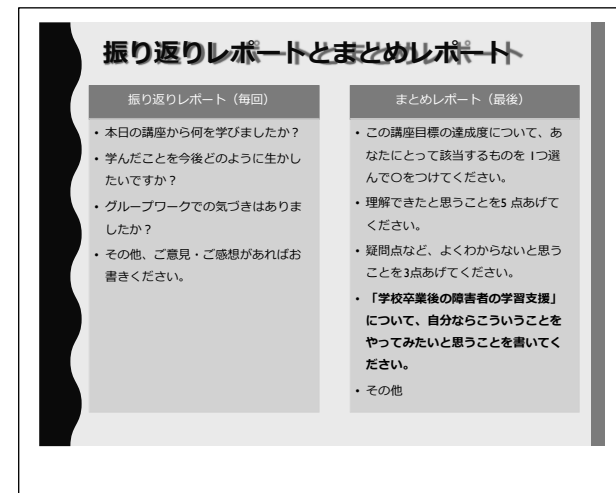 振り返りレポートとまとめレポート
振り返りレポート（毎回）
• 本日の講座から何を学びましたか？
• 学んだことを今後どのように生かし
たいですか？
• グループワークでの気づきはありま
したか？
• その他、ご意見・ご感想があればお
書きください。
まとめレポート（最後）
• この講座目標の達成度について、あ
なたにとって該当するものを 1つ選
んで〇をつけてください。
• 理解できたと思うことを5 点あげて
ください。
• 疑問点など、よくわからないと思う
ことを3点あげてください。
• 「学校卒業後の障害者の学習支援」
について、自分ならこういうことを
やってみたいと思うことを書いてく
ださい。
• その他